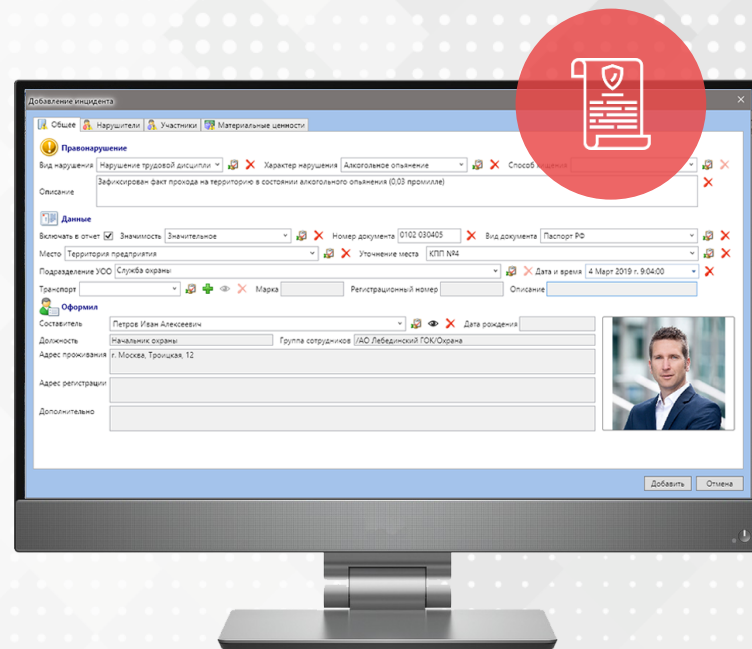 Добавление инцидента
Общее Нарушители Участники Материальные ценности
Правонарушение
Вид нарушения Нарушение трудовой дисципли Характер нарушения Алкогольное опьянение Способ хищения
Описание Зафиксирован факт прохода на территорию в состоянии алкогольного опьянения (0,03 промилле)
Данные
Включать в отчет Значимость Значительное Номер документа 0102 030405 Вид документа Паспорт РФ
Место Территория предприятия Уточнение места КПП №4
Подразделение УОО Служба охраны Дата и время 4 Март 2019 г. 9:04:00
Транспорт Марка Регистрационный номер Описание
Оформил
Составитель Петров Иван Алексеевич Дата рождения
Должность Начальник охраны Группа сотрудников /АО Лебединский ГОК/Охрана
Адрес проживания г. Москва, Троицкая, 12
Адрес регистрации
Дополнительно
Добавить Отмена